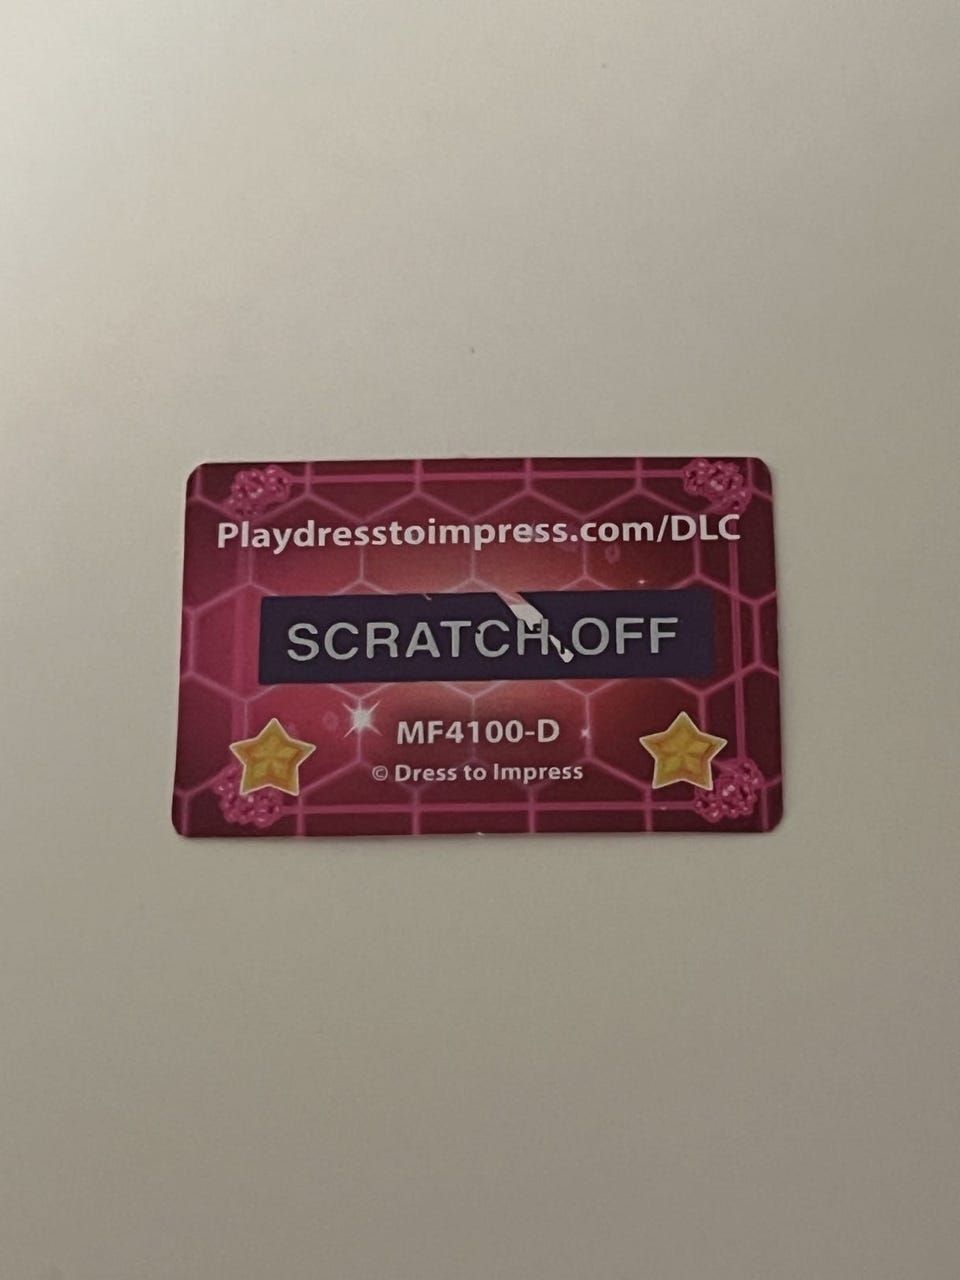 Playdresstoimpress.com/DLC
SCRATCH OFF
MF4100-D
© Dress to Impress